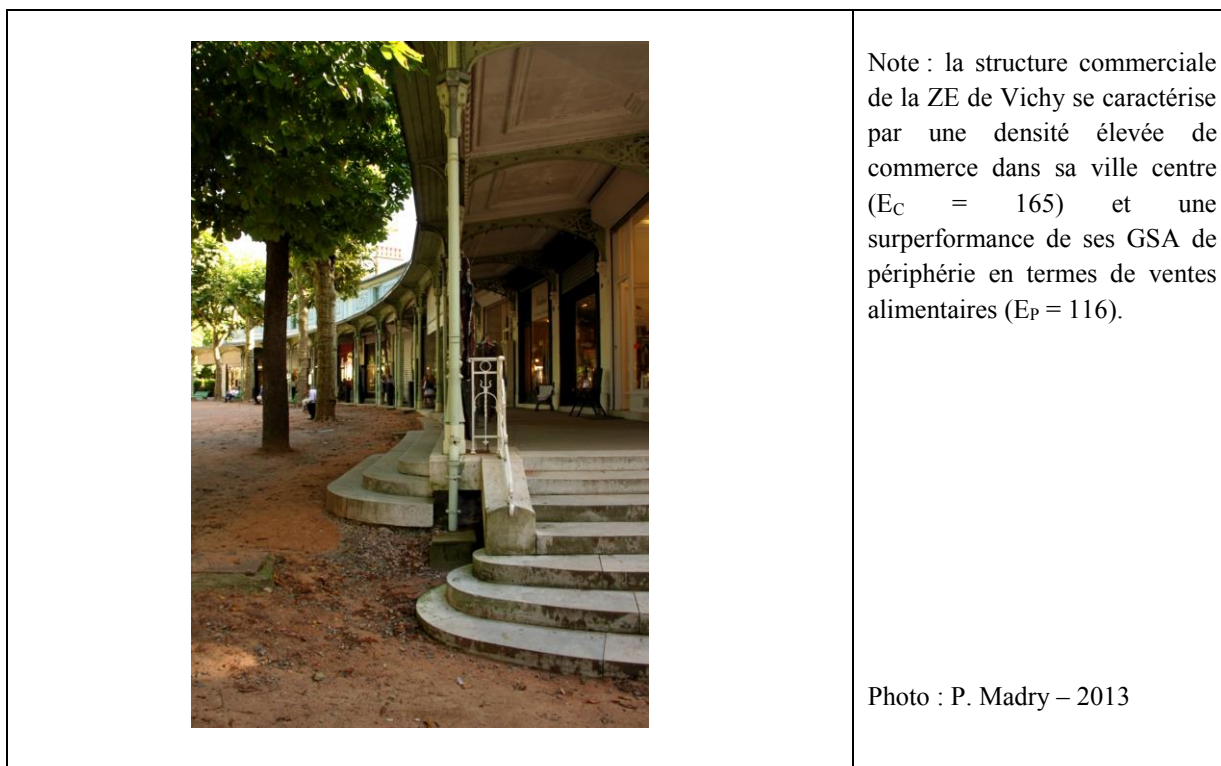 Note : la structure commerciale
de la ZE de Vichy se caractérise
par une densité élevée de
commerce dans sa ville centre
(EC = 165) et une
surperformance de ses GSA de
périphérie en termes de ventes
alimentaires (EP = 116).
Photo : P. Madry – 2013